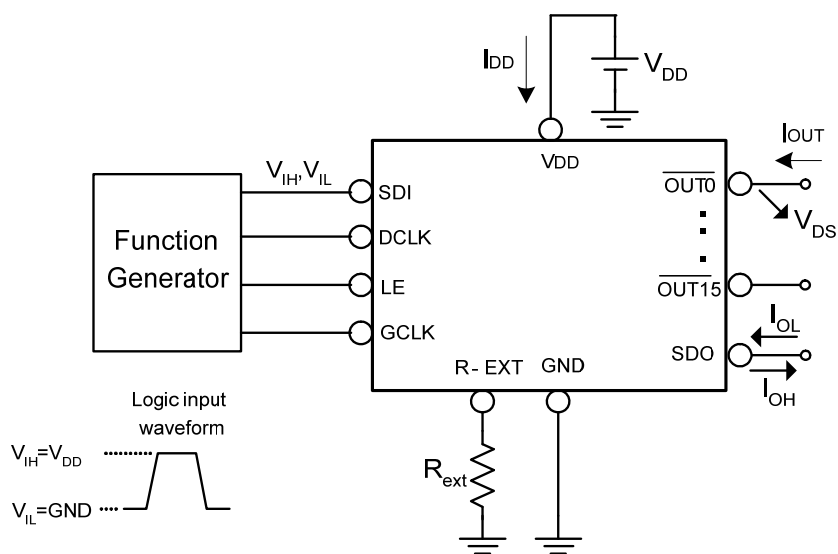 IDD
VDD
VDD
IOUT
VIH,VIL
SDI
OUT0
VDS
DCLK
Function
Generator
LE
OUT15
GCLK
IOL
SDO
R- EXT
GND
IOH
Logic input
waveform
VIH=VDD
Rext
VIL=GND